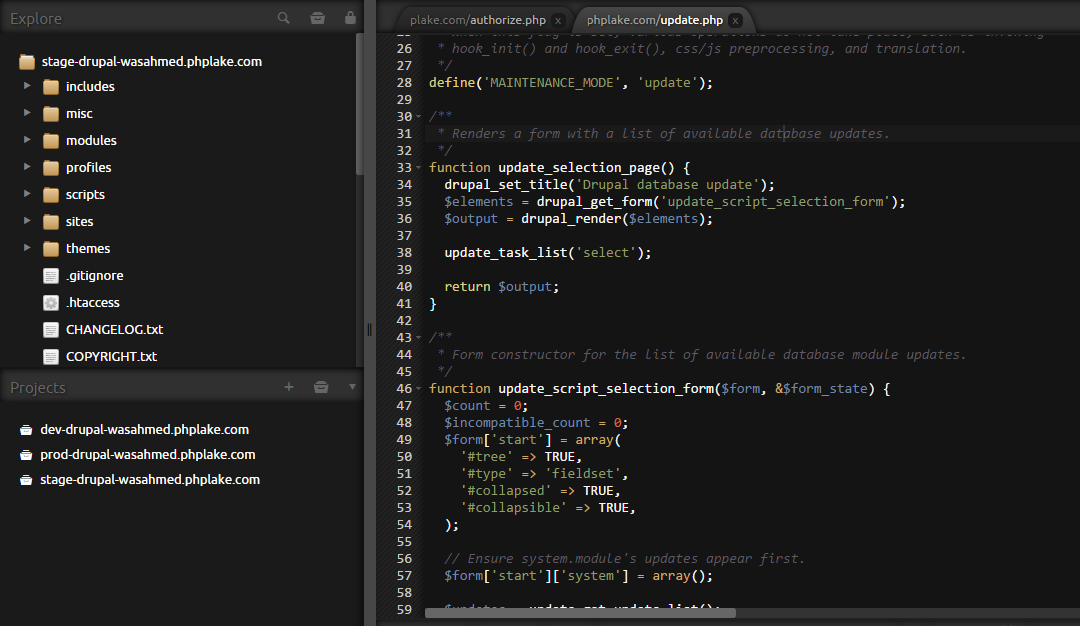 Explore
stage-drupal-wasahmed.phplake.com
includes
misc
modules
profiles
scripts
sites
themes
.gitignore
.htaccess
CHANGELOG.txt
COPYRIGHT.txt
Projects
dev-drupal-wasahmed.phplake.com
prod-drupal-wasahmed.phplake.com
stage-drupal-wasahmed.phplake.com
plake.com/authorize.php x
phplake.com/update.php x
26 * hook_init() and hook_exit(), css/js preprocessing, and translation.
27 */
28 define('MAINTENANCE_MODE', 'update');
29
30 /**
31 * Renders a form with a list of available database updates.
32 */
33 function update_selection_page() {
34 drupal_set_title('Drupal database update');
35 $elements = drupal_get_form('update_script_selection_form');
36 $output = drupal_render($elements);
37
38 update_task_list('select');
39
40 return $output;
41 }
42
43 /**
44 * Form constructor for the list of available database module updates.
45 */
46 function update_script_selection_form($form, &$form_state) {
47 $count = 0;
48 $incompatible_count = 0;
49 $form['start'] = array(
50 '#tree' => TRUE,
51 '#type' => 'fieldset',
52 '#collapsed' => TRUE,
53 '#collapsible' => TRUE,
54 );
55
56 // Ensure system.module's updates appear first.
57 $form['start']['system'] = array();
58
59 $updates = update_get_update_list();